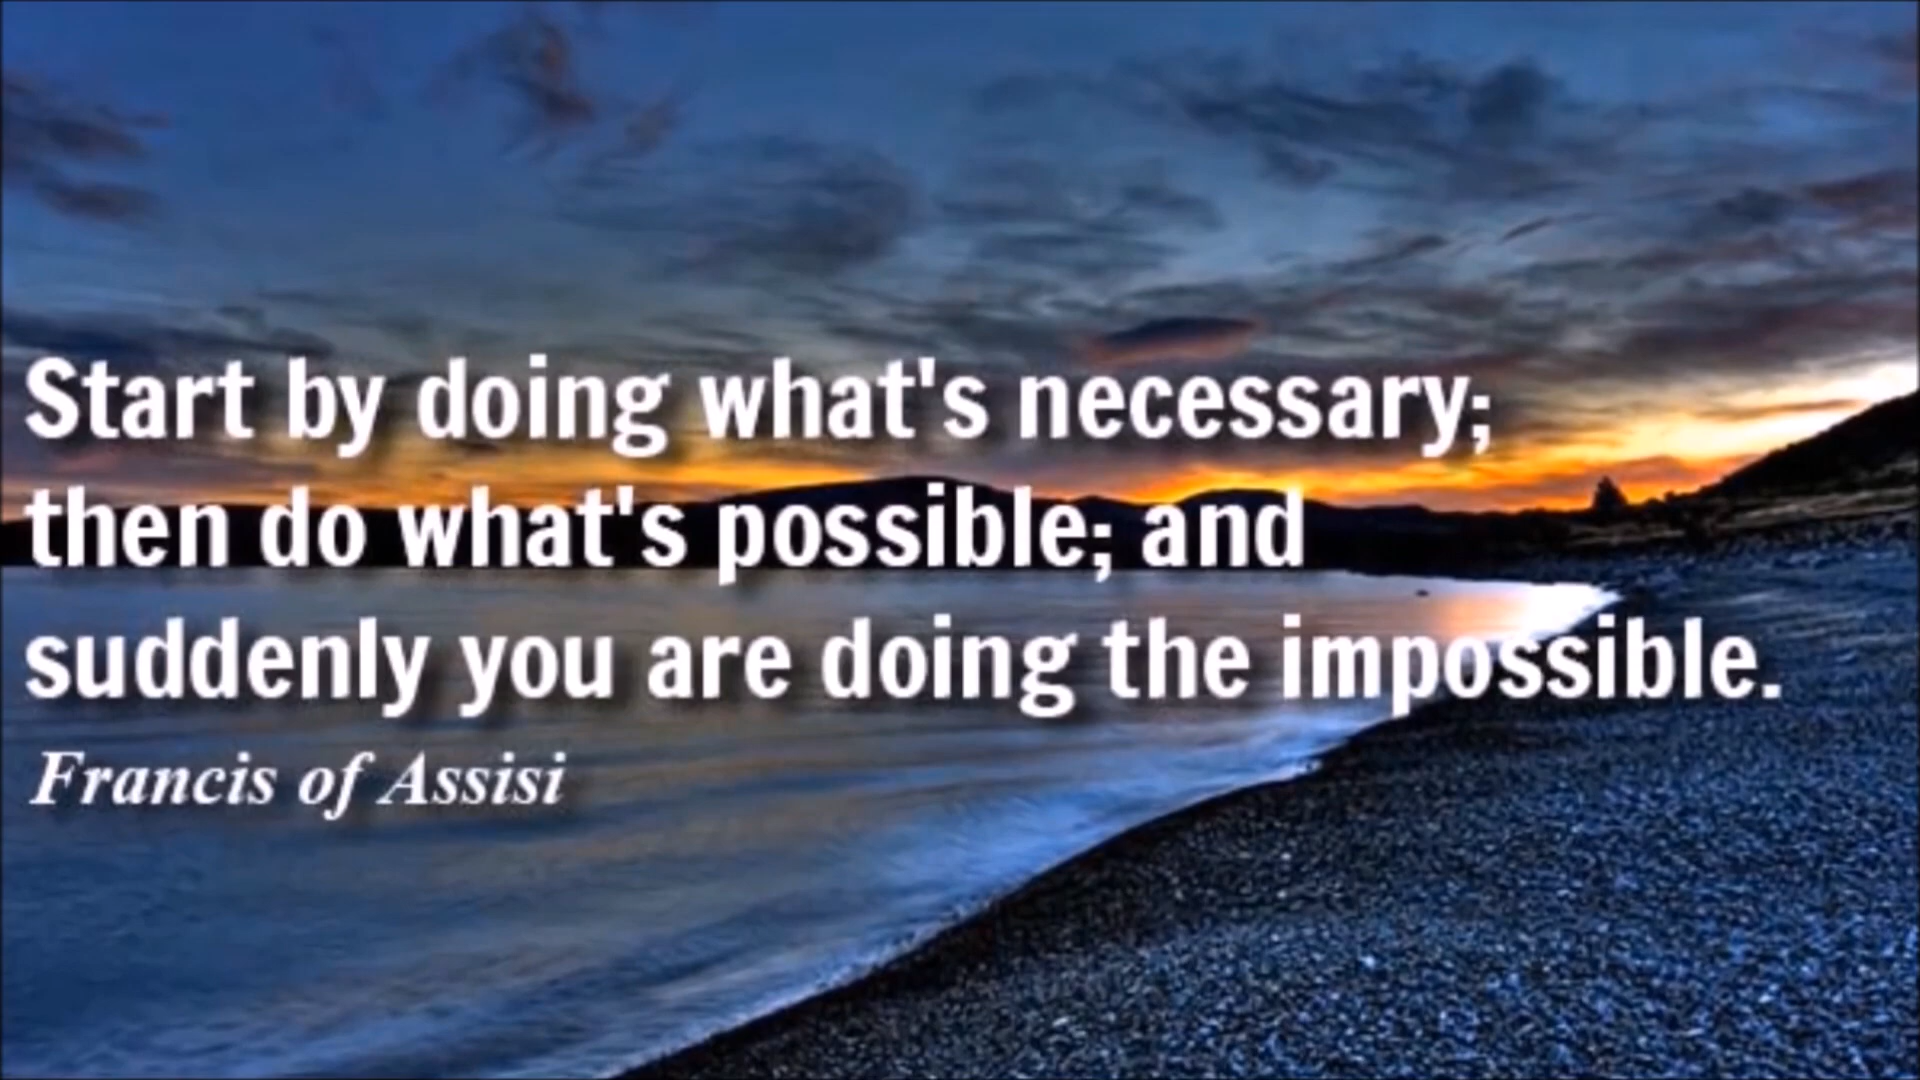 Start by doing what's necessary;
then do what's possible; and
suddenly you are doing the impossible.
Francis of Assisi